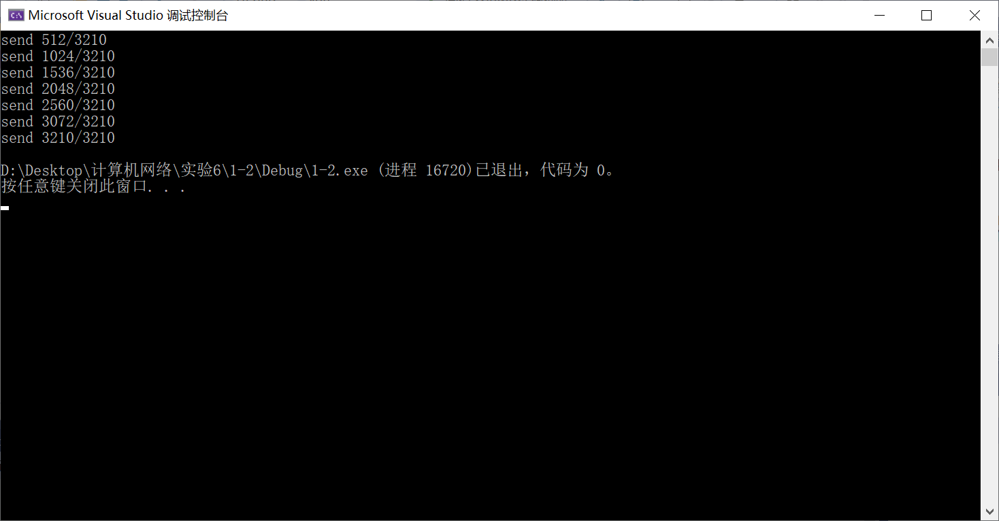 Microsoft Visual Studio 调试控制台
send 512/3210
send 1024/3210
send 1536/3210
send 2048/3210
send 2560/3210
send 3072/3210
send 3210/3210
D:\Desktop\计算机网络\实验6\1-2\Debug\1-2.exe (进程 16720)已退出，代码为 0。
按任意键关闭此窗口. . .